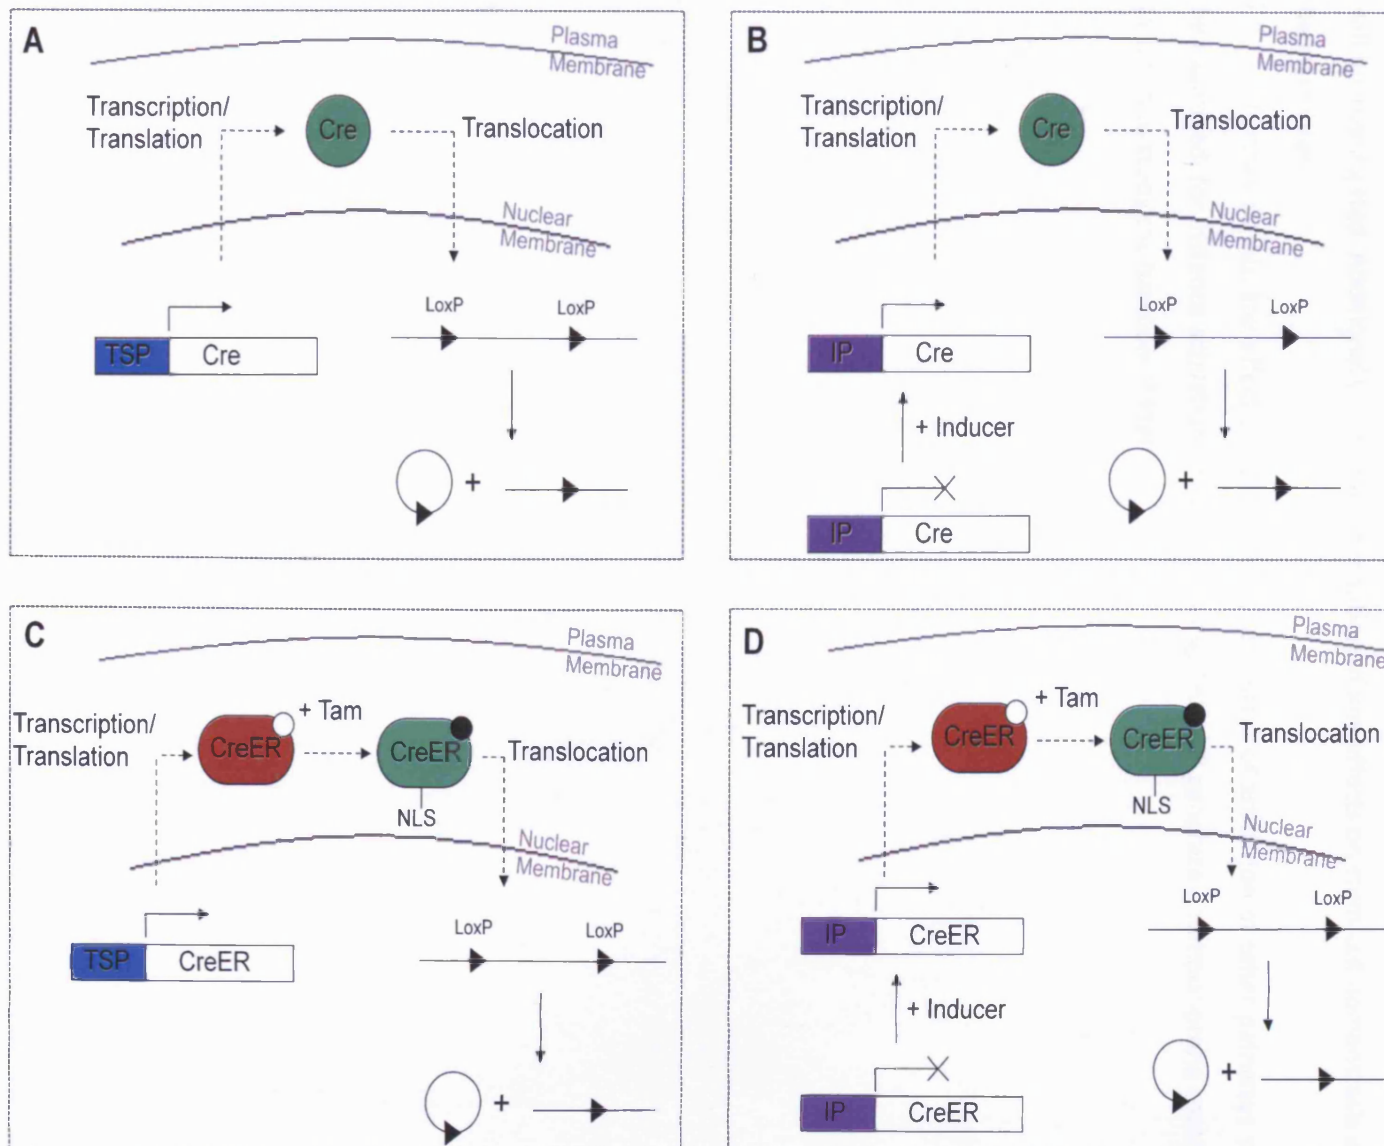 A
Plasma
Membrane
Transcription/
Translation
Cre
Translocation
Nuclear
Membrane
LoxP
LoxP
TSP
Cre
+
B
Plasma
Membrane
Transcription/
Translation
Cre
Translocation
Nuclear
Membrane
LoxP
LoxP
IP
Cre
+ Inducer
+
IP
Cre
C
Plasma
Membrane
Transcription/
Translation
CreER
+ Tam
CreER
NLS
Translocation
Nuclear
Membrane
LoxP
LoxP
TSP
CreER
+
D
Plasma
Membrane
Transcription/
Translation
CreER
+ Tam
CreER
NLS
Translocation
Nuclear
Membrane
LoxP
LoxP
IP
CreER
+ Inducer
+
IP
CreER